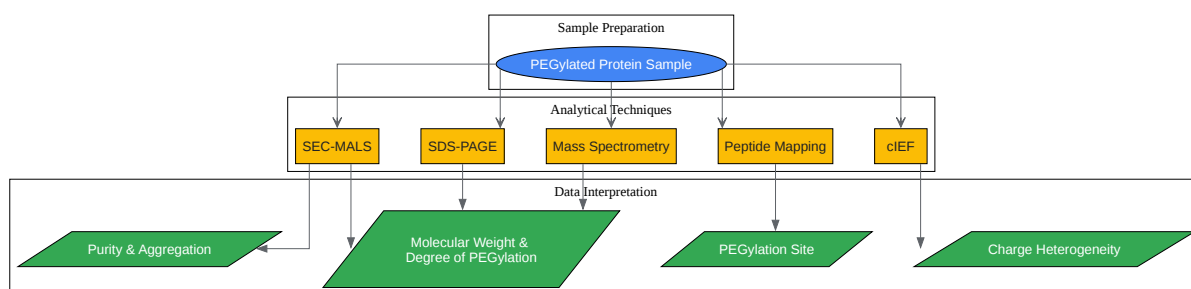 Sample Preparation
PEGylated Protein Sample
Analytical Techniques
SEC-MALS
SDS-PAGE
Mass Spectrometry
Peptide Mapping
cIEF
Data Interpretation
Purity & Aggregation
Molecular Weight &
Degree of PEGylation
PEGylation Site
Charge Heterogeneity